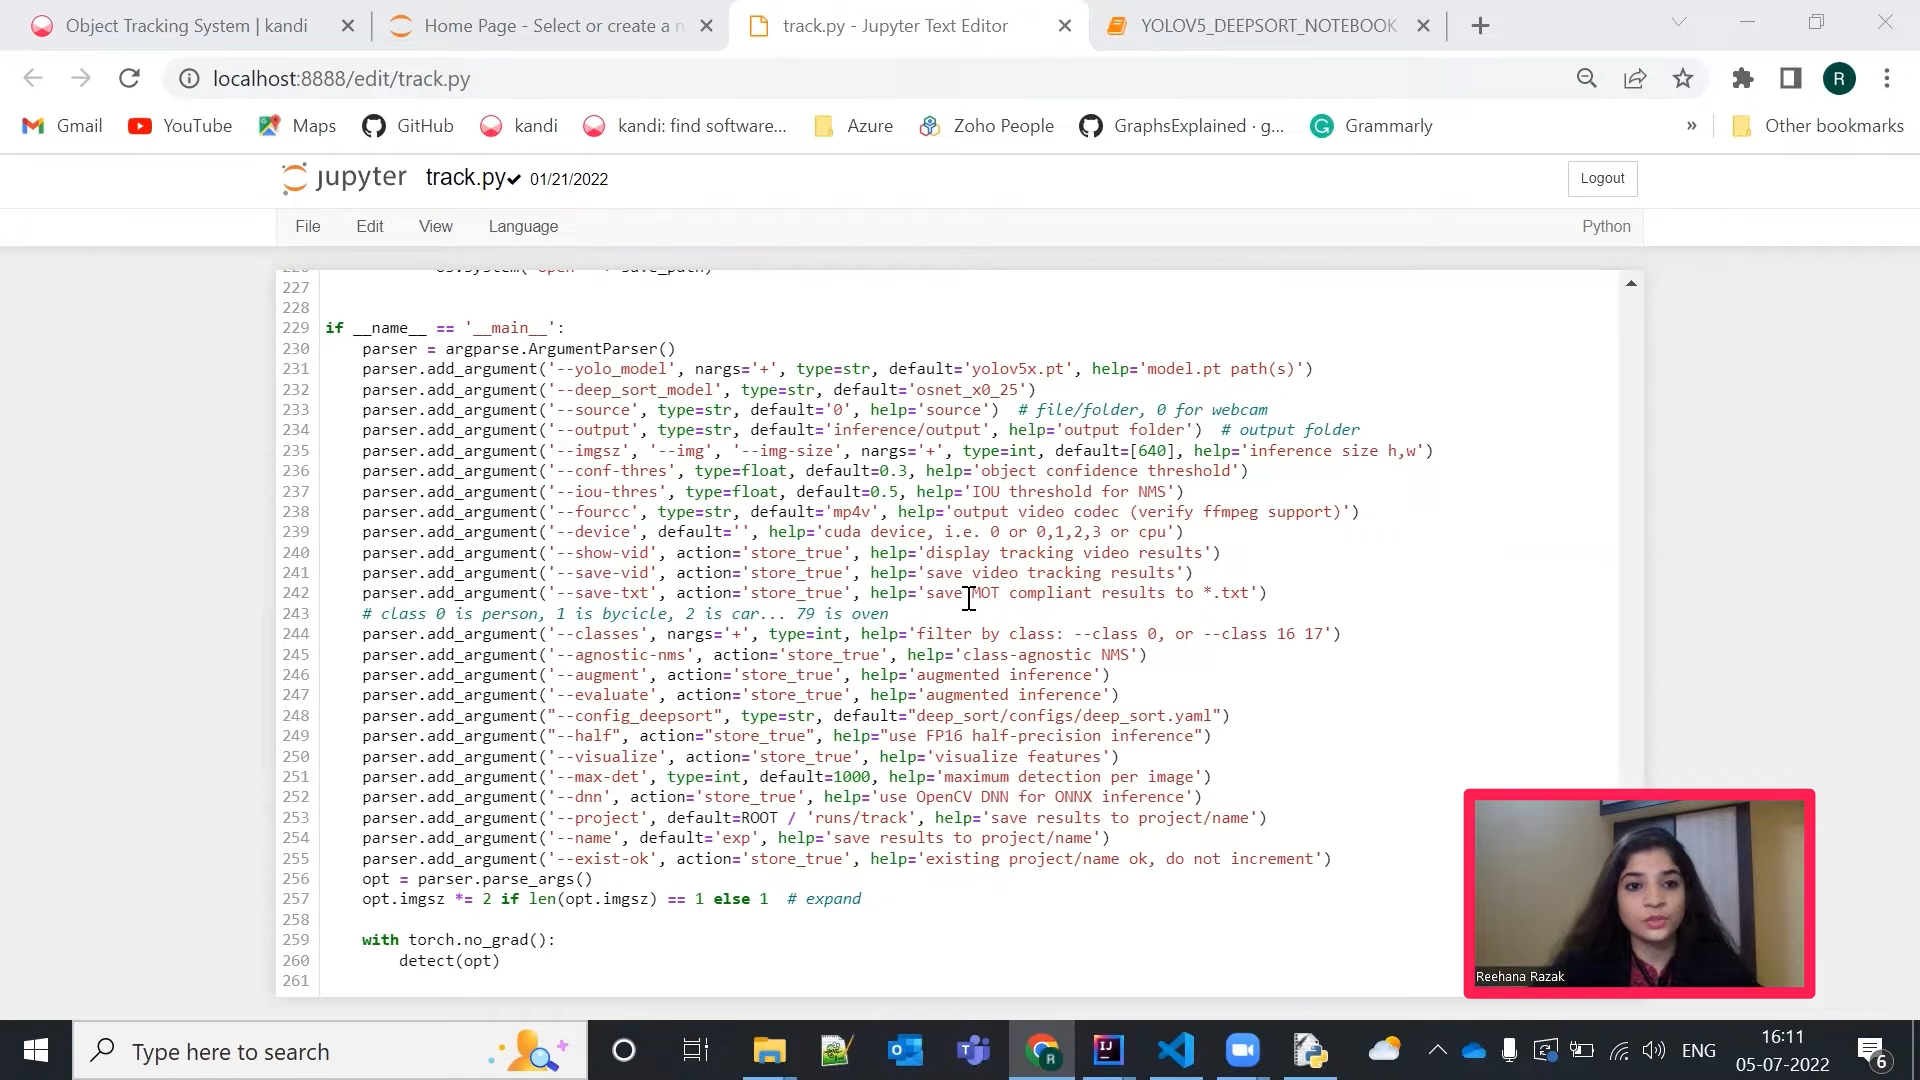 Object Tracking System | kandi
Home Page - Select or create a n
track.py - Jupyter Text Editor
YOLOV5_DEEPSORT_NOTEBOOK
localhost:8888/edit/track.py
R
Gmail
YouTube
Maps
GitHub
kandi
kandi: find software...
Azure
Zoho People
GraphsExplained · g...
Grammarly
»
Other bookmarks
jupyter track.py 01/21/2022
Logout
File Edit View Language
Python
227
228
229 if __name__ == '__main__':
230 parser = argparse.ArgumentParser()
231 parser.add_argument('--yolo_model', nargs='+', type=str, default='yolov5x.pt', help='model.pt path(s)')
232 parser.add_argument('--deep_sort_model', type=str, default='osnet_x0_25')
233 parser.add_argument('--source', type=str, default='0', help='source')  # file/folder, 0 for webcam
234 parser.add_argument('--output', type=str, default='inference/output', help='output folder')  # output folder
235 parser.add_argument('--imgsz', '--img', '--img-size', nargs='+', type=int, default=[640], help='inference size h,w')
236 parser.add_argument('--conf-thres', type=float, default=0.3, help='object confidence threshold')
237 parser.add_argument('--iou-thres', type=float, default=0.5, help='IOU threshold for NMS')
238 parser.add_argument('--fourcc', type=str, default='mp4v', help='output video codec (verify ffmpeg support)')
239 parser.add_argument('--device', default='', help='cuda device, i.e. 0 or 0,1,2,3 or cpu')
240 parser.add_argument('--show-vid', action='store_true', help='display tracking video results')
241 parser.add_argument('--save-vid', action='store_true', help='save video tracking results')
242 parser.add_argument('--save-txt', action='store_true', help='save MOT compliant results to *.txt')
243 # class 0 is person, 1 is bycicle, 2 is car... 79 is oven
244 parser.add_argument('--classes', nargs='+', type=int, help='filter by class: --class 0, or --class 16 17')
245 parser.add_argument('--agnostic-nms', action='store_true', help='class-agnostic NMS')
246 parser.add_argument('--augment', action='store_true', help='augmented inference')
247 parser.add_argument('--evaluate', action='store_true', help='augmented inference')
248 parser.add_argument("--config_deepsort", type=str, default="deep_sort/configs/deep_sort.yaml")
249 parser.add_argument("--half", action="store_true", help="use FP16 half-precision inference")
250 parser.add_argument('--visualize', action='store_true', help='visualize features')
251 parser.add_argument('--max-det', type=int, default=1000, help='maximum detection per image')
252 parser.add_argument('--dnn', action='store_true', help='use OpenCV DNN for ONNX inference')
253 parser.add_argument('--project', default=ROOT / 'runs/track', help='save results to project/name')
254 parser.add_argument('--name', default='exp', help='save results to project/name')
255 parser.add_argument('--exist-ok', action='store_true', help='existing project/name ok, do not increment')
256 opt = parser.parse_args()
257 opt.imgsz *= 2 if len(opt.imgsz) == 1 else 1  # expand
258
259 with torch.no_grad():
260 detect(opt)
261
Reehana Razak
Type here to search
ENG
16:11
05-07-2022
6